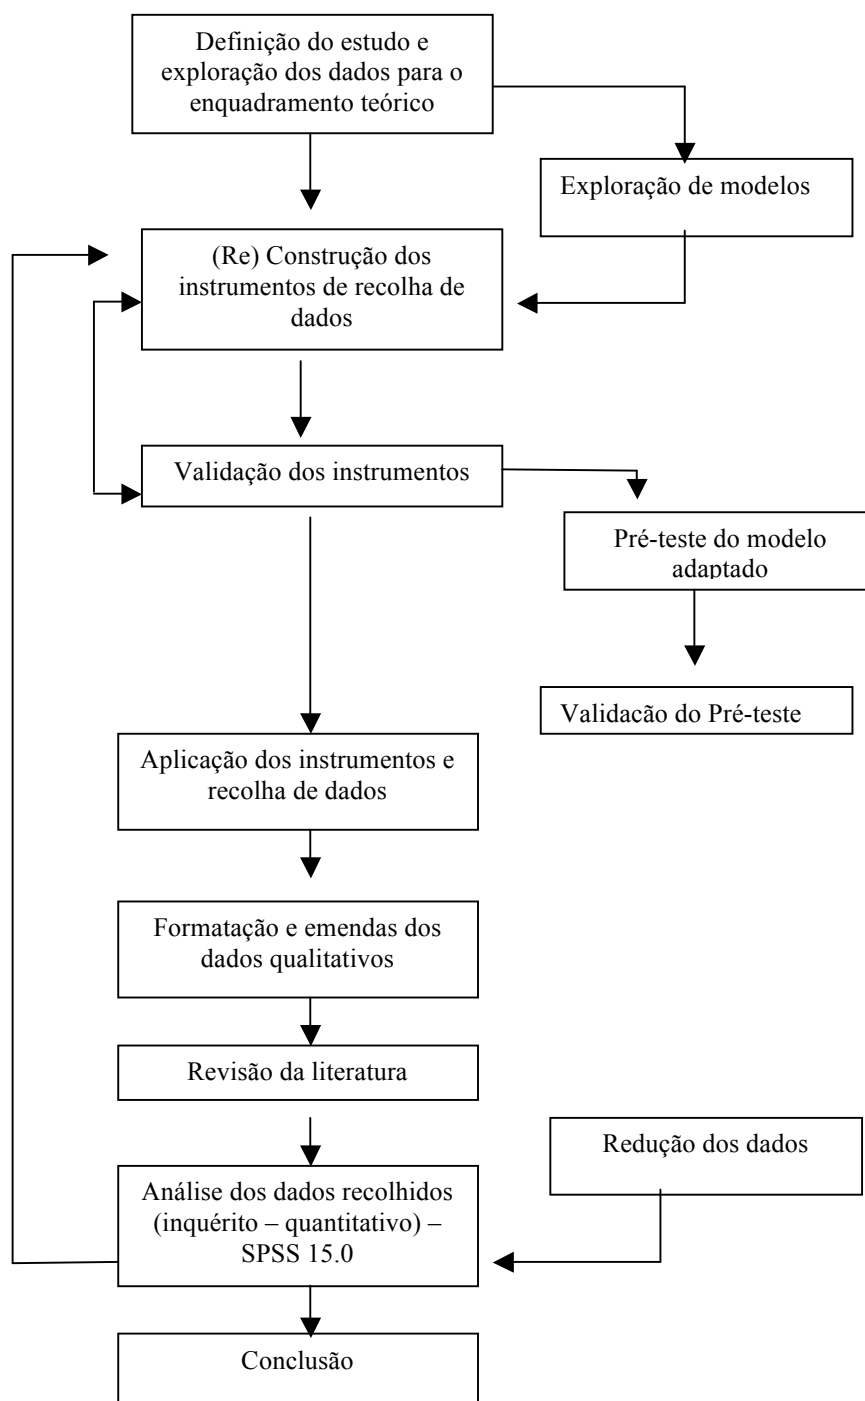 Definição do estudo e
exploração dos dados para o
enquadramento teórico
Exploração de modelos
(Re) Construção dos
instrumentos de recolha de
dados
Validação dos instrumentos
Pré-teste do modelo
adaptado
Validacão do Pré-teste
Aplicação dos instrumentos e
recolha de dados
Formatação e emendas dos
dados qualitativos
Revisão da literatura
Redução dos dados
Análise dos dados recolhidos
(inquérito – quantitativo) –
SPSS 15.0
Conclusão